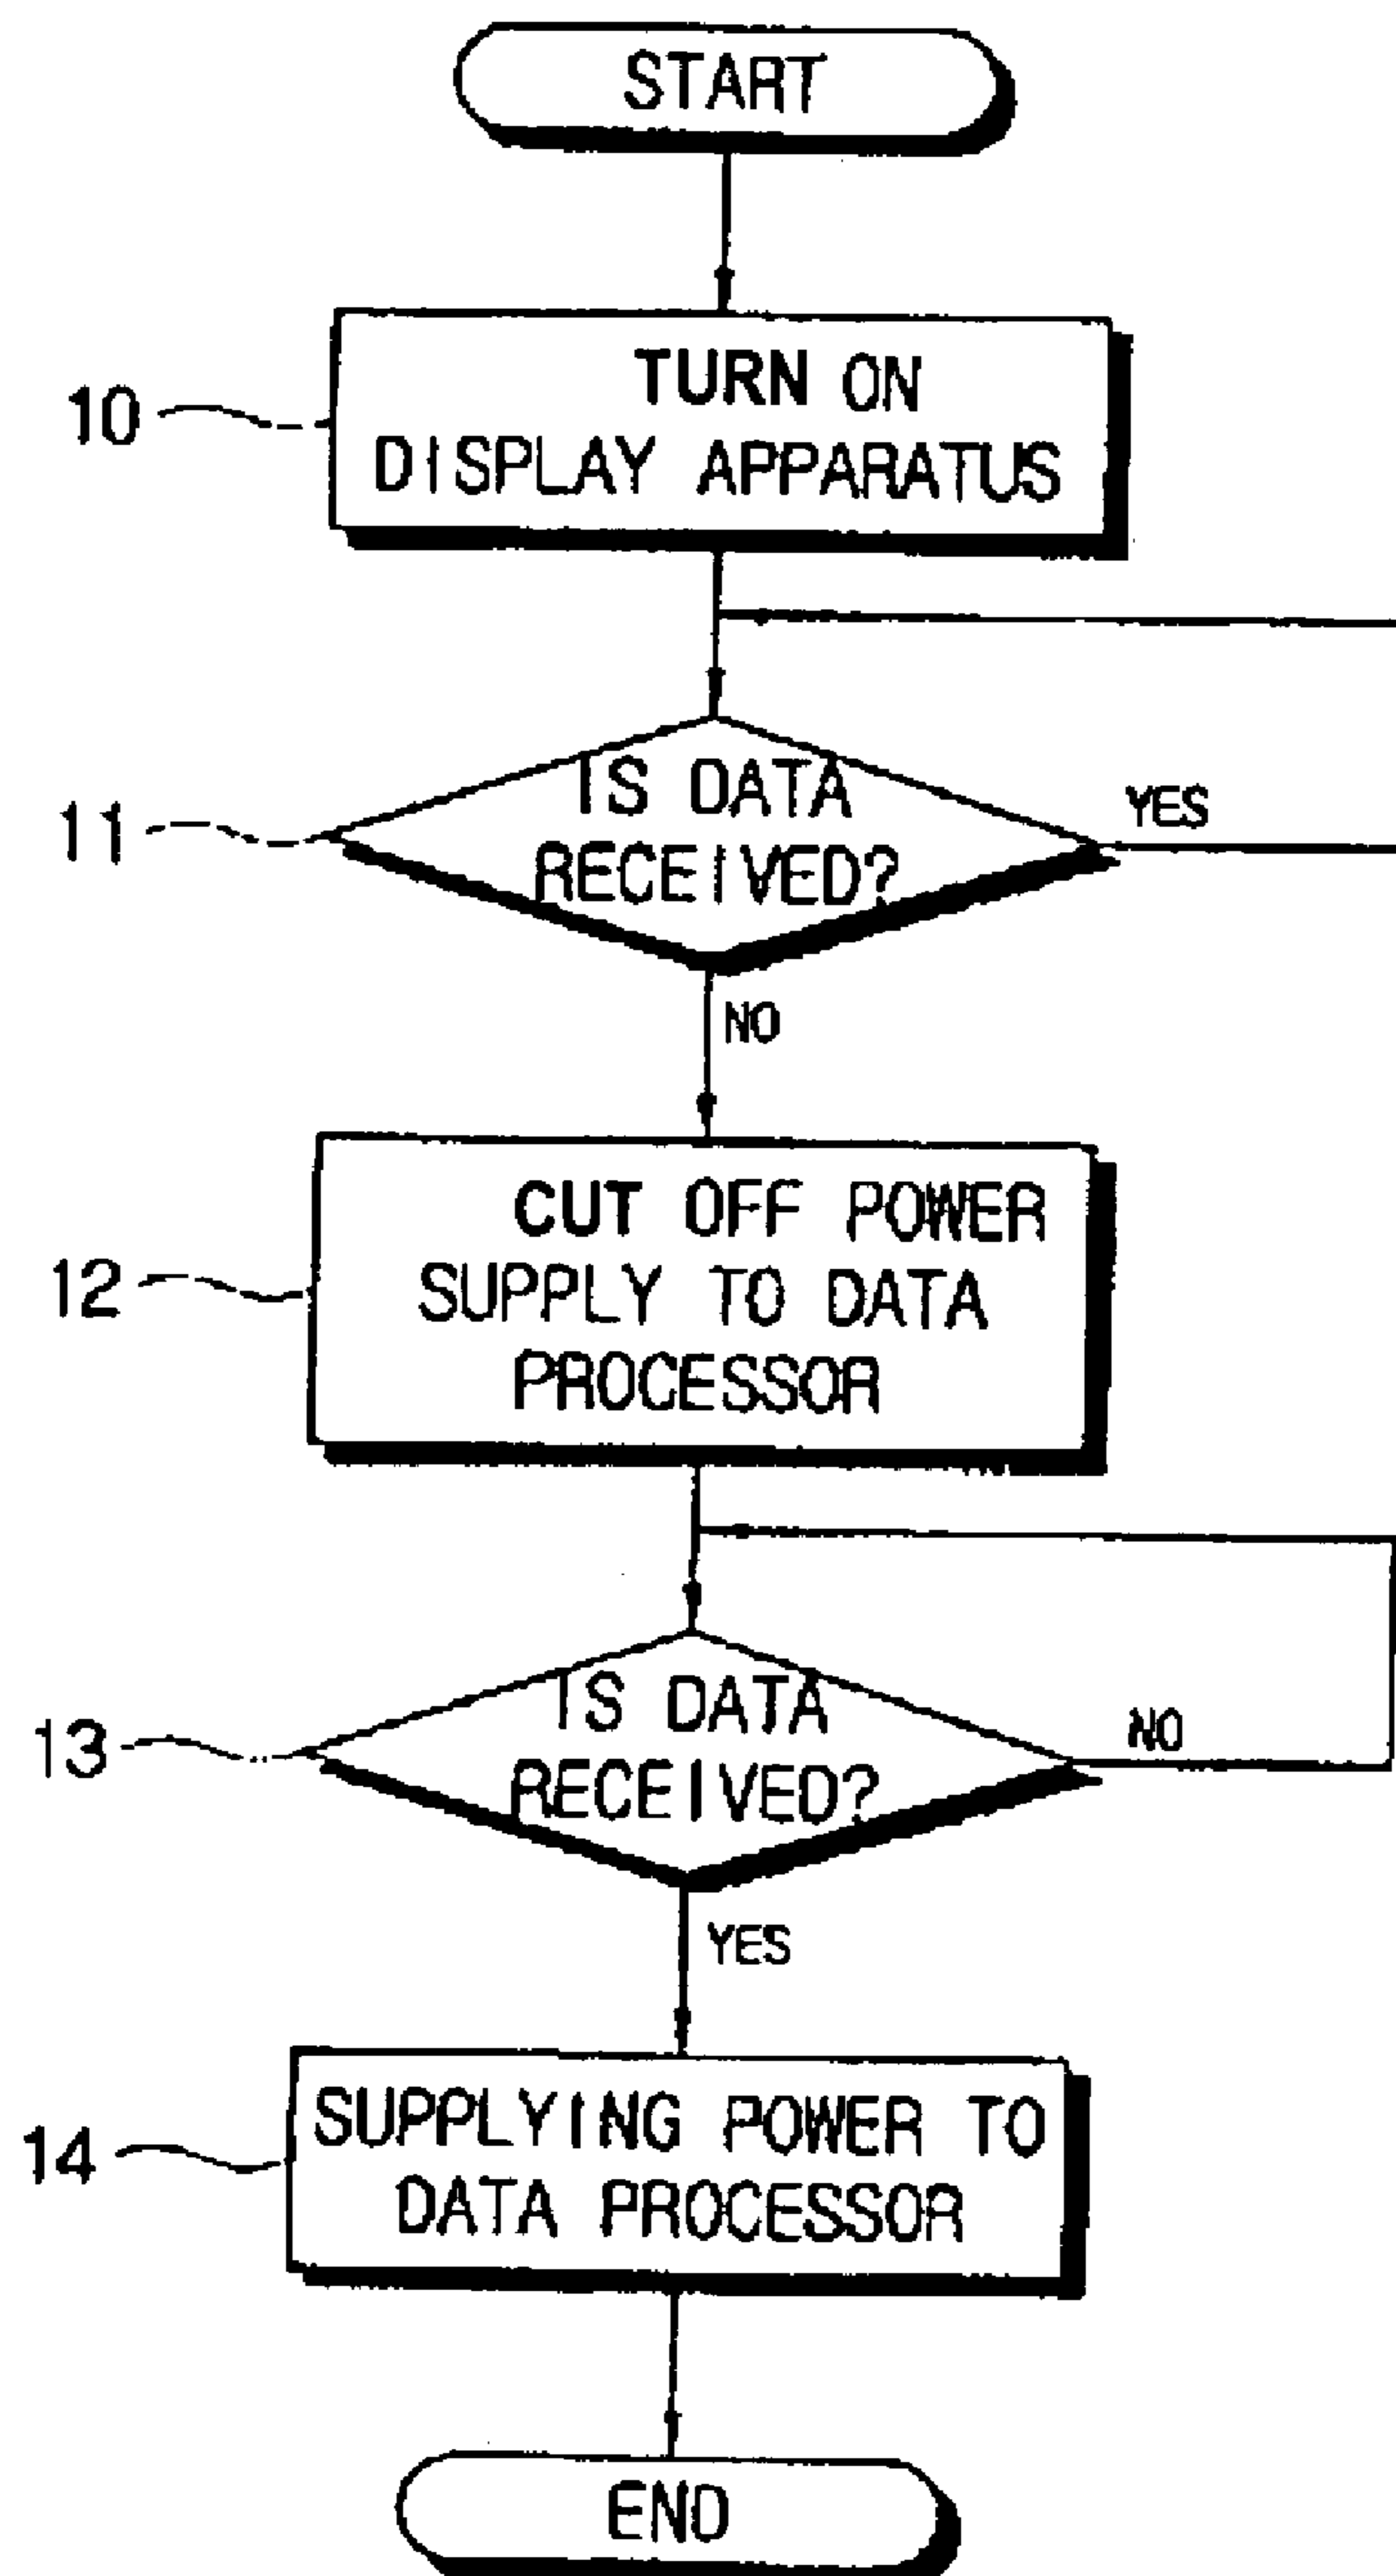 START
10
TURN ON
DISPLAY APPARATUS
11
IS DATA
RECEIVED?
YES
NO
12
CUT OFF POWER
SUPPLY TO DATA
PROCESSOR
13
IS DATA
RECEIVED?
NO
YES
14
SUPPLYING POWER TO
DATA PROCESSOR
END